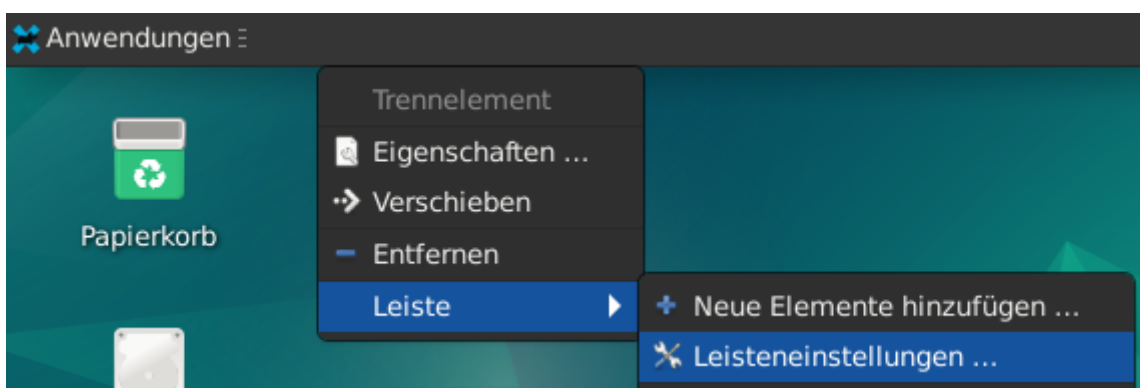 Anwendungen
Trennelement
Eigenschaften ...
Verschieben
Papierkorb
Entfernen
Leiste
Neue Elemente hinzufügen ...
Leisteneinstellungen ...